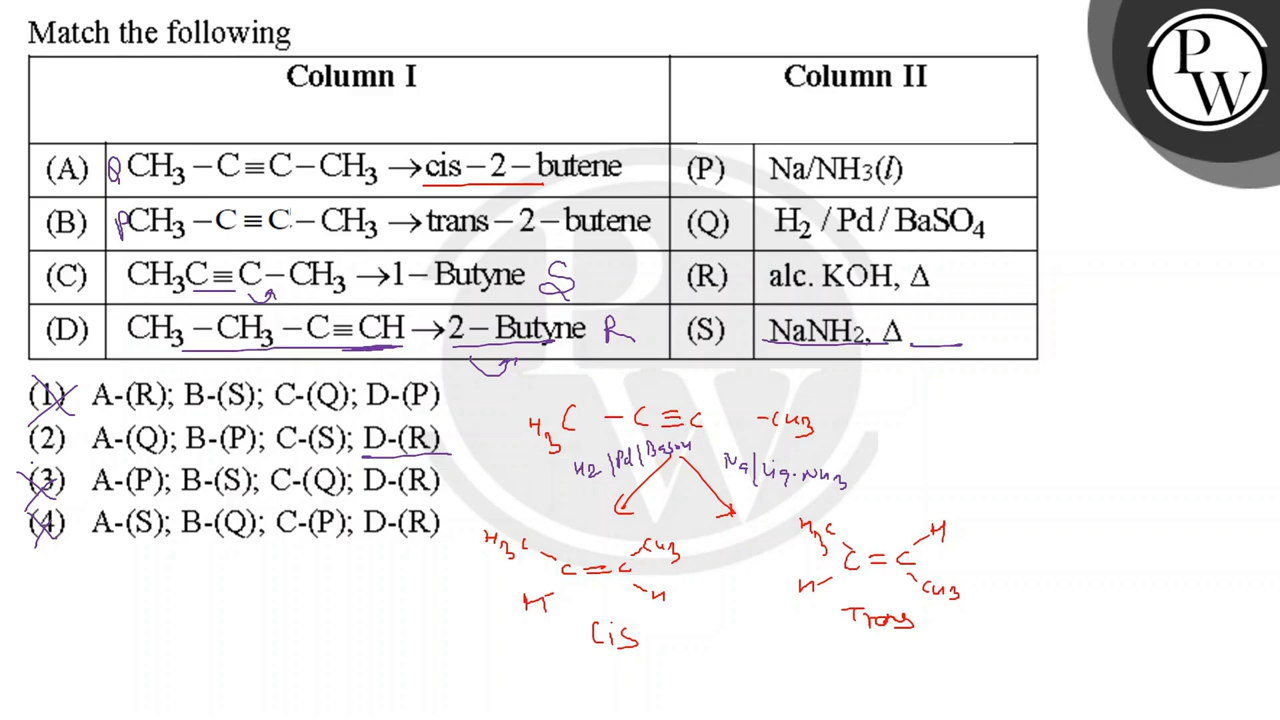 Match the following
Column I Column II
(A) Q CH3 – C ≡ C – CH3 → cis – 2 – butene (P) Na/NH3(l)
(B) P CH3 – C ≡ C – CH3 → trans – 2 – butene (Q) H2 / Pd / BaSO4
(C) CH3C ≡ C – CH3 → 1 – Butyne S (R) alc. KOH, Δ
(D) CH3 – CH3 – C ≡ CH → 2 – Butyne R (S) NaNH2, Δ
(1) A-(R); B-(S); C-(Q); D-(P)
(2) A-(Q); B-(P); C-(S); D-(R)
(3) A-(P); B-(S); C-(Q); D-(R)
(4) A-(S); B-(Q); C-(P); D-(R)
H3C – C ≡ C – CH3
H2/Pd/BaSO4 Na/Liq. NH3
H3C CH3 H3C H
C = C C = C
H H H CH3
Cis Trans
PW
PW